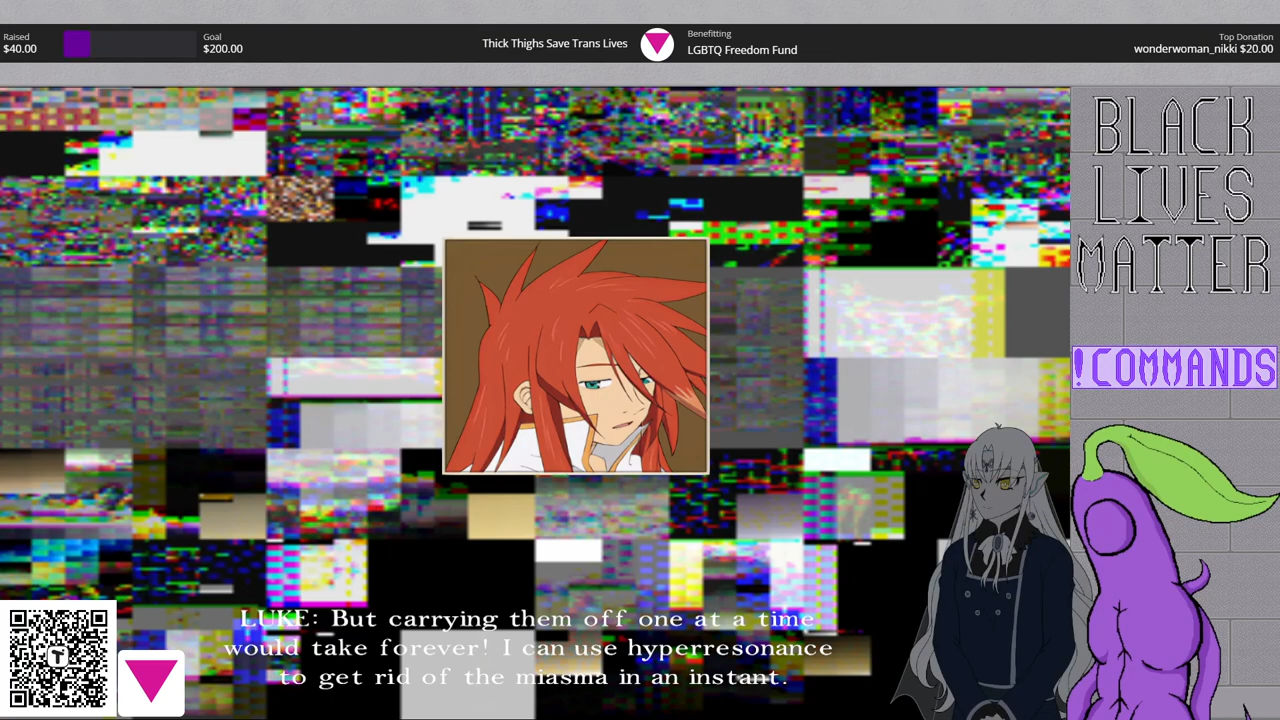 Raised
$40.00
Goal
$200.00
Thick Thighs Save Trans Lives
Benefitting
LGBTQ Freedom Fund
Top Donation
wonderwoman_nikki $20.00
BLACK
LIVES
MATTER
!COMMANDS
LUKE: But carrying them off one at a time
would take forever! I can use hyperresonance
to get rid of the miasma in an instant.